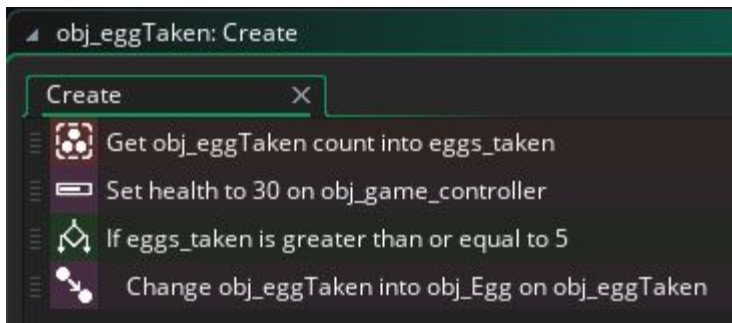 obj_eggTaken: Create
Create
Get obj_eggTaken count into eggs_taken
Set health to 30 on obj_game_controller
If eggs_taken is greater than or equal to 5
Change obj_eggTaken into obj_Egg on obj_eggTaken